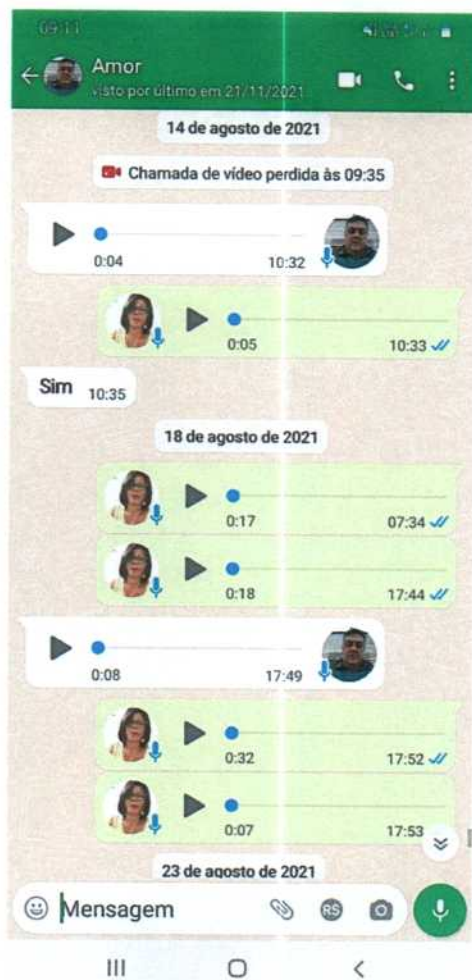 09:11
Amor
visto por último em 21/11/2021
14 de agosto de 2021
Chamada de vídeo perdida às 09:35
0:04 10:32
0:05 10:33
Sim 10:35
18 de agosto de 2021
0:17 07:34
0:18 17:44
0:08 17:49
0:32 17:52
0:07 17:53
23 de agosto de 2021
Mensagem RS